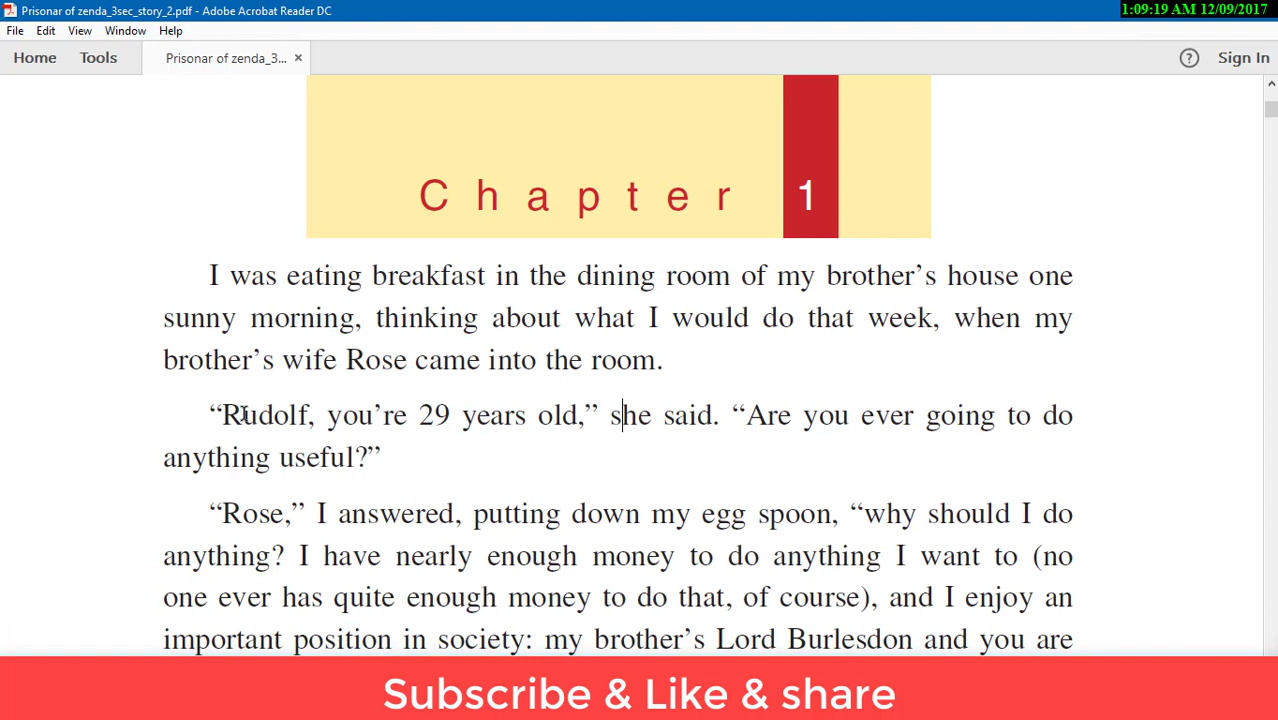 Prisonar of zenda_3sec_story_2.pdf - Adobe Acrobat Reader DC
1:09:19 AM 12/09/2017
File Edit View Window Help
Home Tools Prisonar of zenda_3... × ? Sign In
Chapter 1
I was eating breakfast in the dining room of my brother’s house one
sunny morning, thinking about what I would do that week, when my
brother’s wife Rose came into the room.
“Rudolf, you’re 29 years old,” she said. “Are you ever going to do
anything useful?”
“Rose,” I answered, putting down my egg spoon, “why should I do
anything? I have nearly enough money to do anything I want to (no
one ever has quite enough money to do that, of course), and I enjoy an
important position in society: my brother’s Lord Burlesdon and you are
Subscribe & Like & share